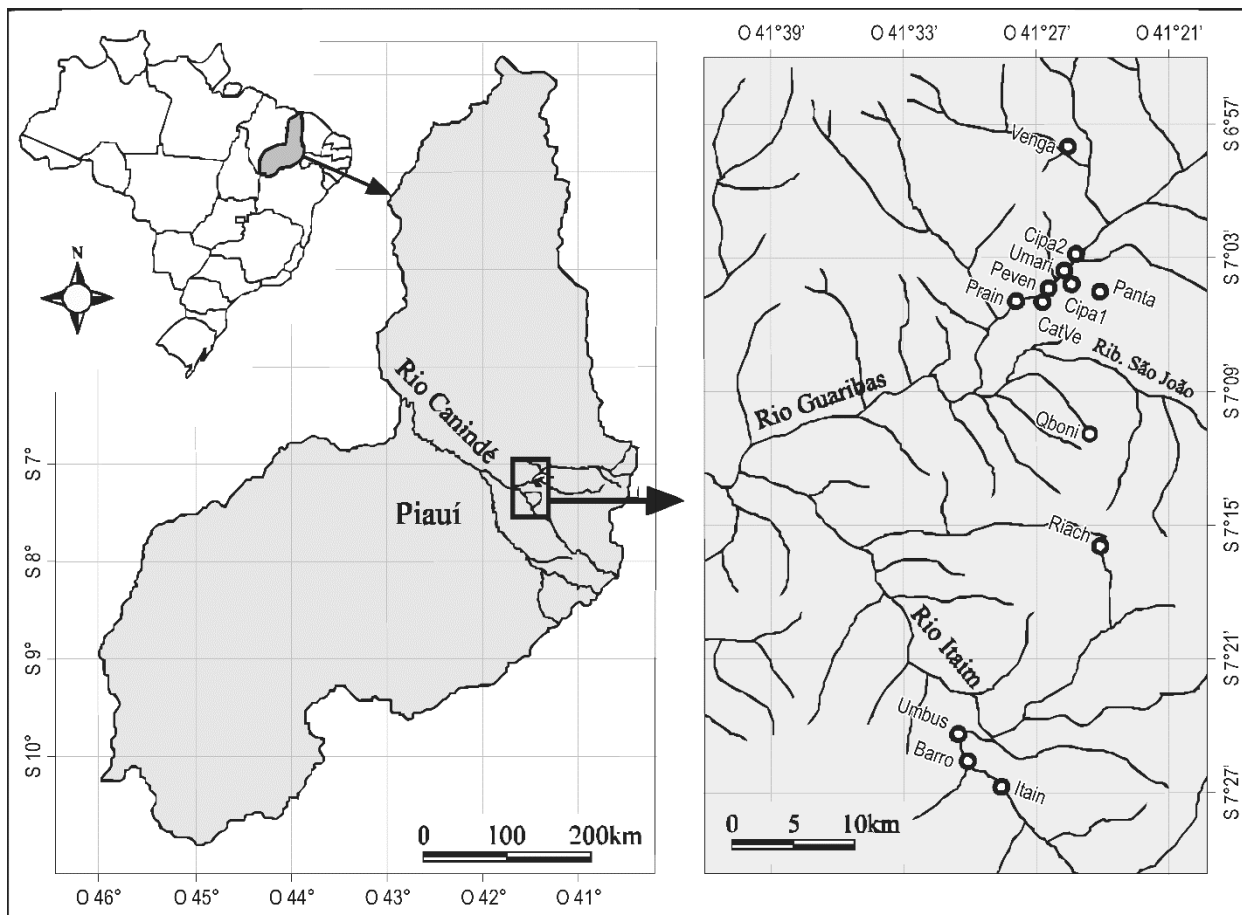 N
Rio Canindé
Piauí
S 7°
S 8°
S 9°
S 10°
0 100 200km
O 46° O 45° O 44° O 43° O 42° O 41°
O 41°39' O 41°33' O 41°27' O 41°21'
S 6°57'
S 7°03'
S 7°09'
S 7°15'
S 7°21'
S 7°27'
Venga
Cipa2
Umari
Peven
Prain
Panta
Cipa1
CatVe
Rib. São João
Rio Guaribas
Qboni
Riach
Rio Itaim
Umbus
Barro
Itain
0 5 10km